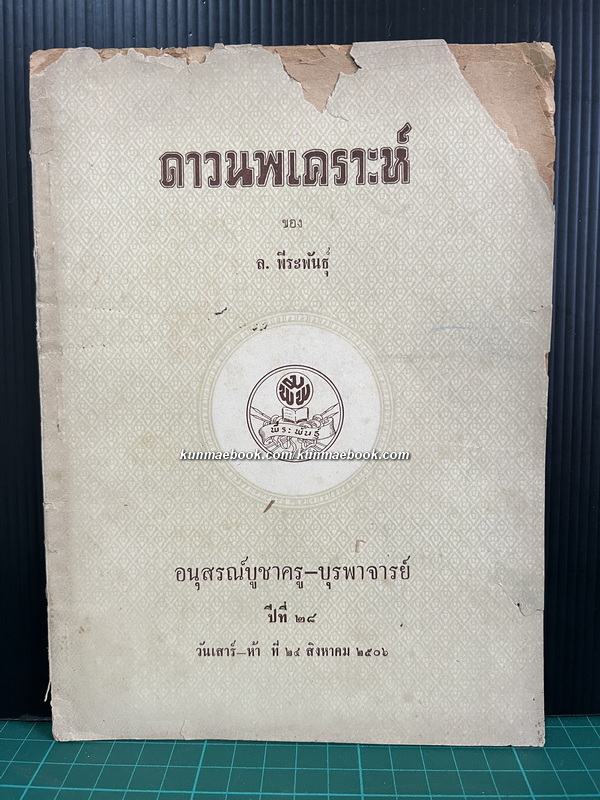 ดาวนพเคราะห์
ของ
ล. พีระพันธุ์
พีระพันธุ์
kunmaebook.com/kunmaebook.com
อนุสรณ์บูชาครู–บุรพาจารย์
ปีที่ ๒๘
วันเสาร์–ห้า ที่ ๒๔ สิงหาคม ๒๕๐๖